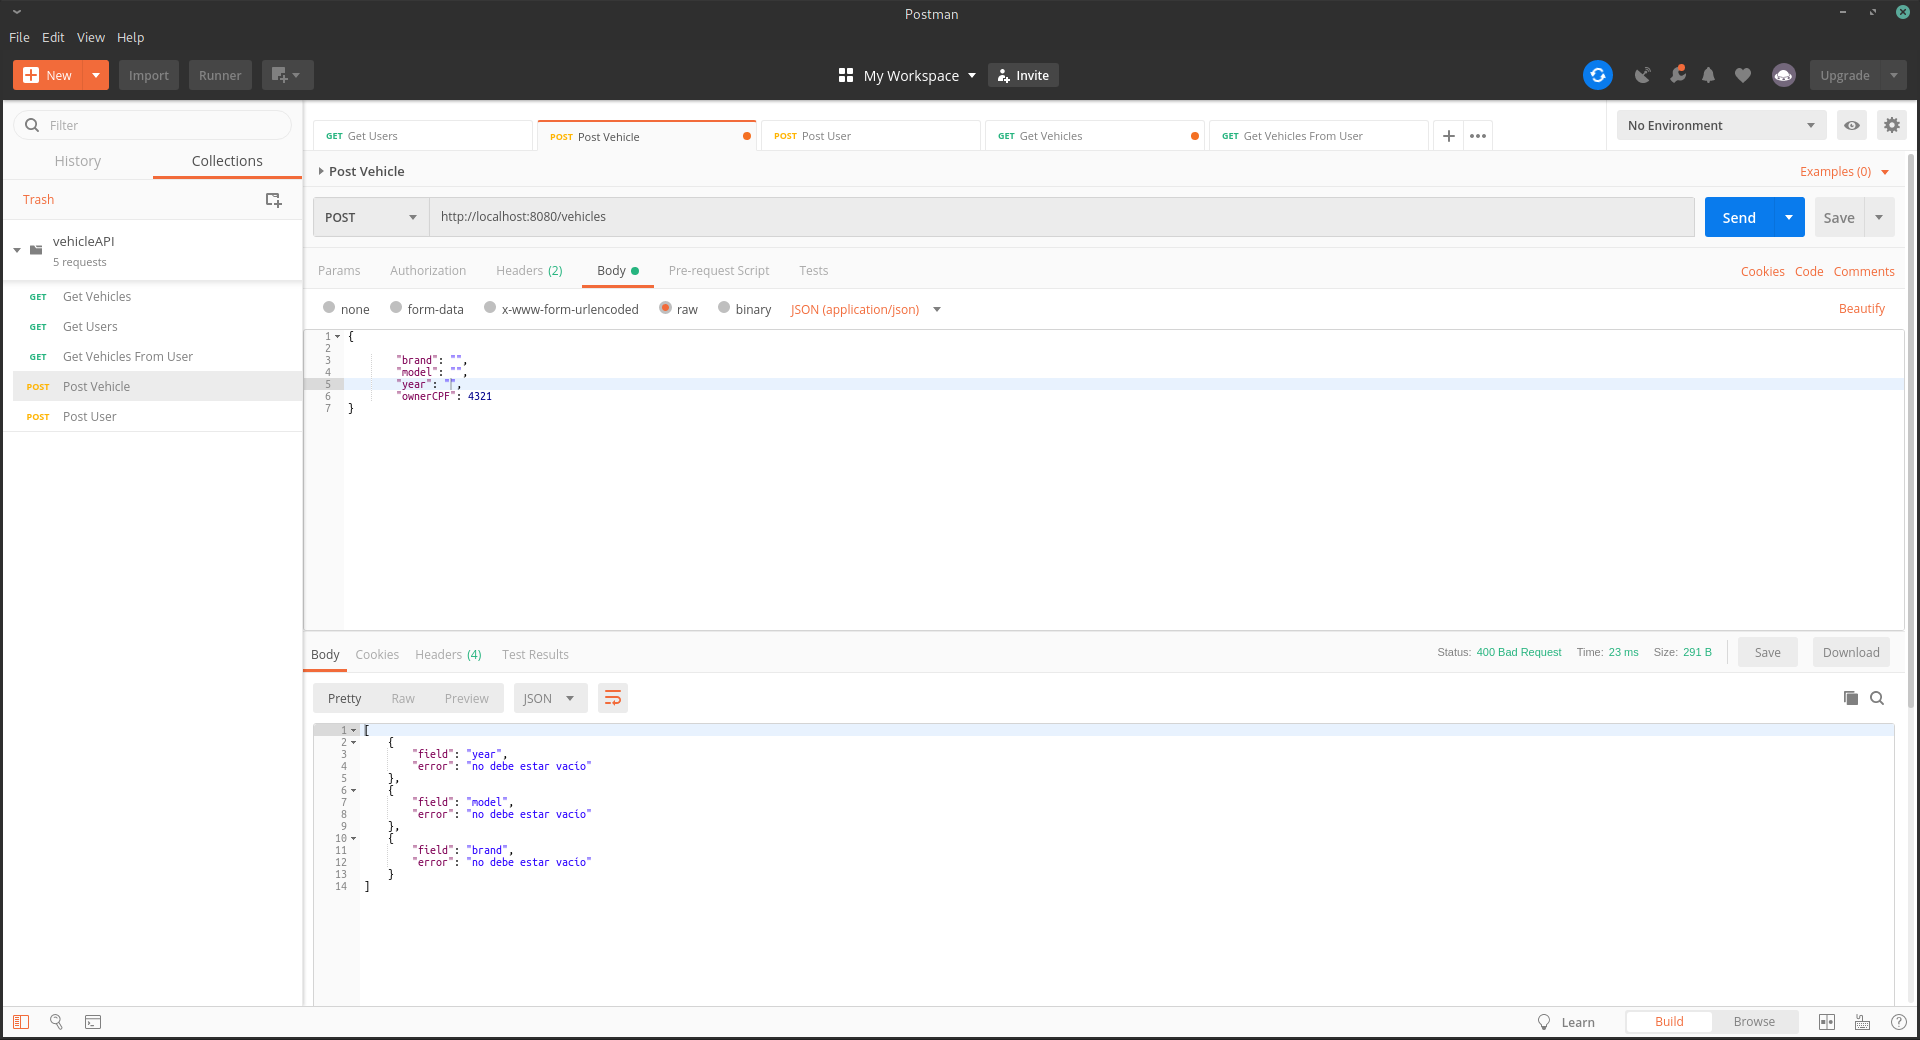 Postman
File Edit View Help
New Import Runner My Workspace Invite Upgrade
Filter
History Collections
Trash
vehicleAPI
5 requests
GET Get Vehicles
GET Get Users
GET Get Vehicles From User
POST Post Vehicle
POST Post User
GET Get Users POST Post Vehicle POST Post User GET Get Vehicles GET Get Vehicles From User
No Environment
Post Vehicle Examples (0)
POST http://localhost:8080/vehicles Send Save
Params Authorization Headers (2) Body Pre-request Script Tests Cookies Code Comments
none form-data x-www-form-urlencoded raw binary JSON (application/json) Beautify
1 {
2
3 "brand": "",
4 "model": "",
5 "year": "",
6 "ownerCPF": 4321
7 }
Body Cookies Headers (4) Test Results Status: 400 Bad Request Time: 23 ms Size: 291 B Save Download
Pretty Raw Preview JSON
1 [
2 {
3 "field": "year",
4 "error": "no debe estar vacío"
5 },
6 {
7 "field": "model",
8 "error": "no debe estar vacío"
9 },
10 {
11 "field": "brand",
12 "error": "no debe estar vacío"
13 }
14 ]
Learn Build Browse